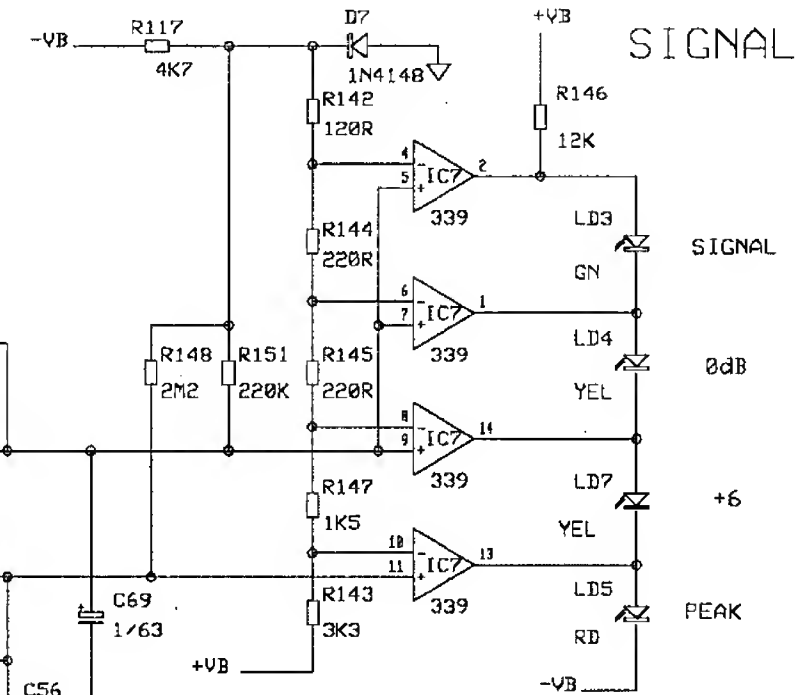 SIGNAL
-VB
R117
4K7
D7
1N4148
+VB
R146
12K
R142
120R
4
5
IC7
2
339
LD3
GN
SIGNAL
R144
220R
6
7
IC7
1
339
LD4
YEL
0dB
R148
2M2
R151
220K
R145
220R
8
9
IC7
14
339
LD7
YEL
+6
R147
1K5
10
11
IC7
13
339
LD5
RD
PEAK
C69
1/63
+
R143
3K3
+VB
-VB
C56